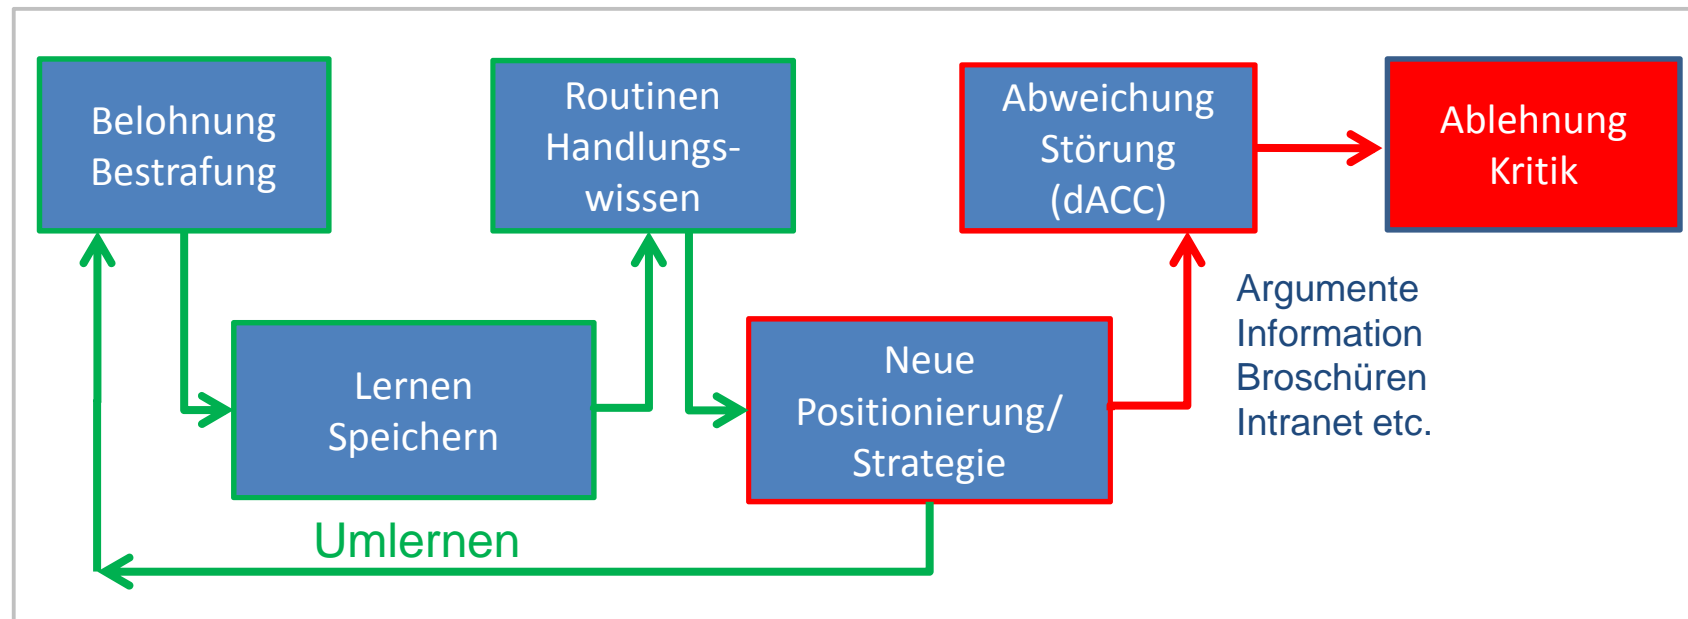 Belohnung
Bestrafung
Lernen
Speichern
Routinen
Handlungs-
wissen
Neue
Positionierung/
Strategie
Abweichung
Störung
(dACC)
Ablehnung
Kritik
Argumente
Information
Broschüren
Intranet etc.
Umlernen